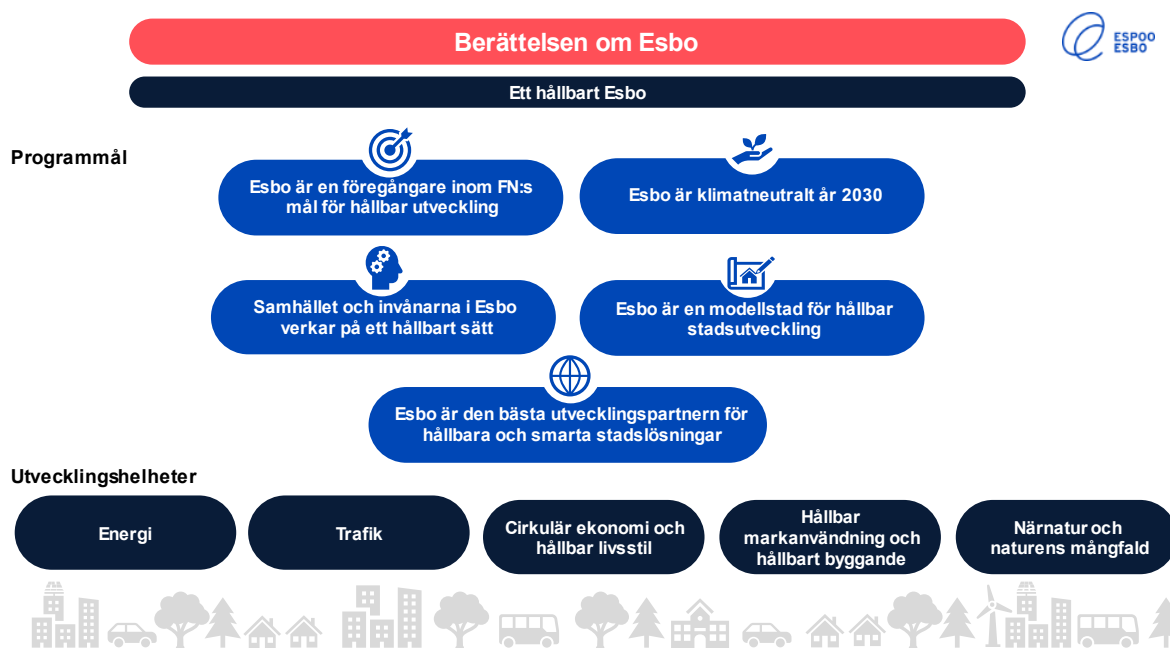 Berättelsen om Esbo
ESPOO
ESBO
Ett hållbart Esbo
Programmål
Esbo är en föregångare inom FN:s
mål för hållbar utveckling
Esbo är klimatneutralt år 2030
Samhället och invånarna i Esbo
verkar på ett hållbart sätt
Esbo är en modellstad för hållbar
stadsutveckling
Esbo är den bästa utvecklingspartnern för
hållbara och smarta stadslösningar
Utvecklingshelheter
Energi
Trafik
Cirkulär ekonomi och
hållbar livsstil
Hållbar
markanvändning och
hållbart byggande
Närnatur och
naturens mångfald